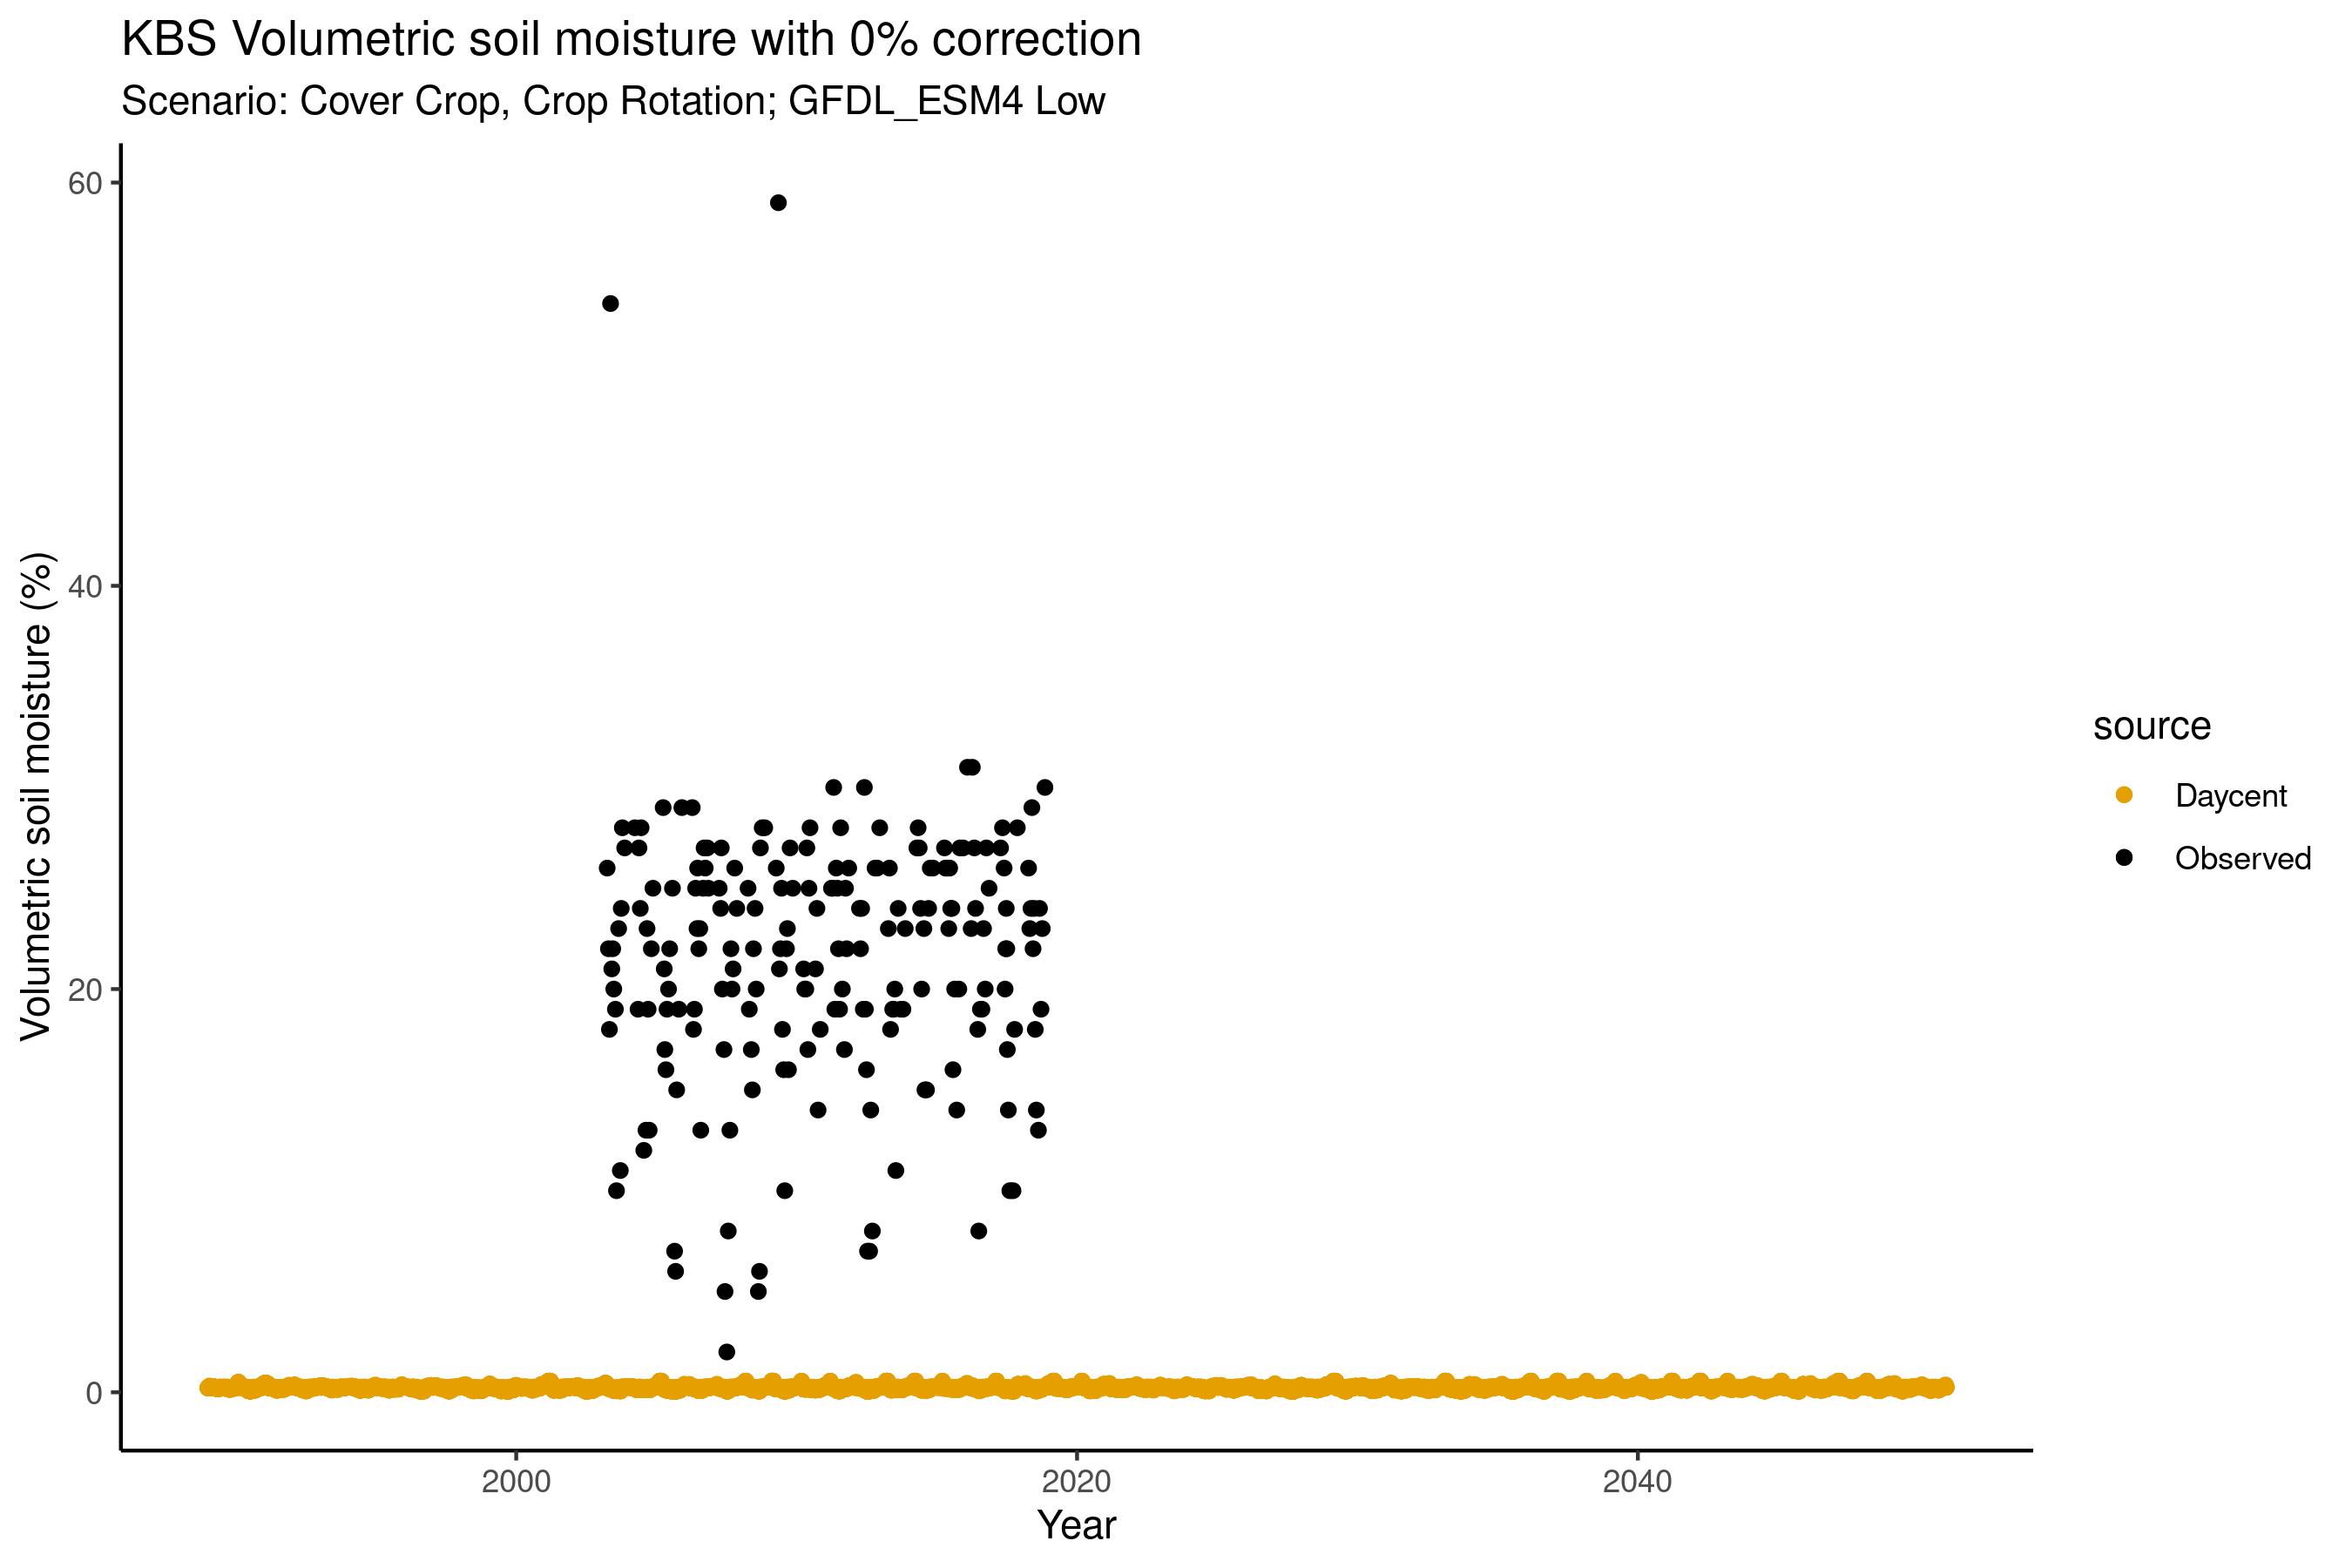 KBS Volumetric soil moisture with 0% correction
Scenario: Cover Crop, Crop Rotation; GFDL_ESM4 Low
Volumetric soil moisture (%)
60
40
20
0
2000
2020
2040
Year
source
Daycent
Observed